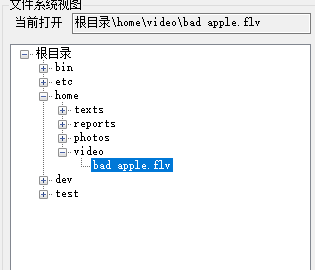 文件系统视图
当前打开 根目录\home\video\bad apple.flv
根目录
bin
etc
home
texts
reports
photos
video
bad apple.flv
dev
test